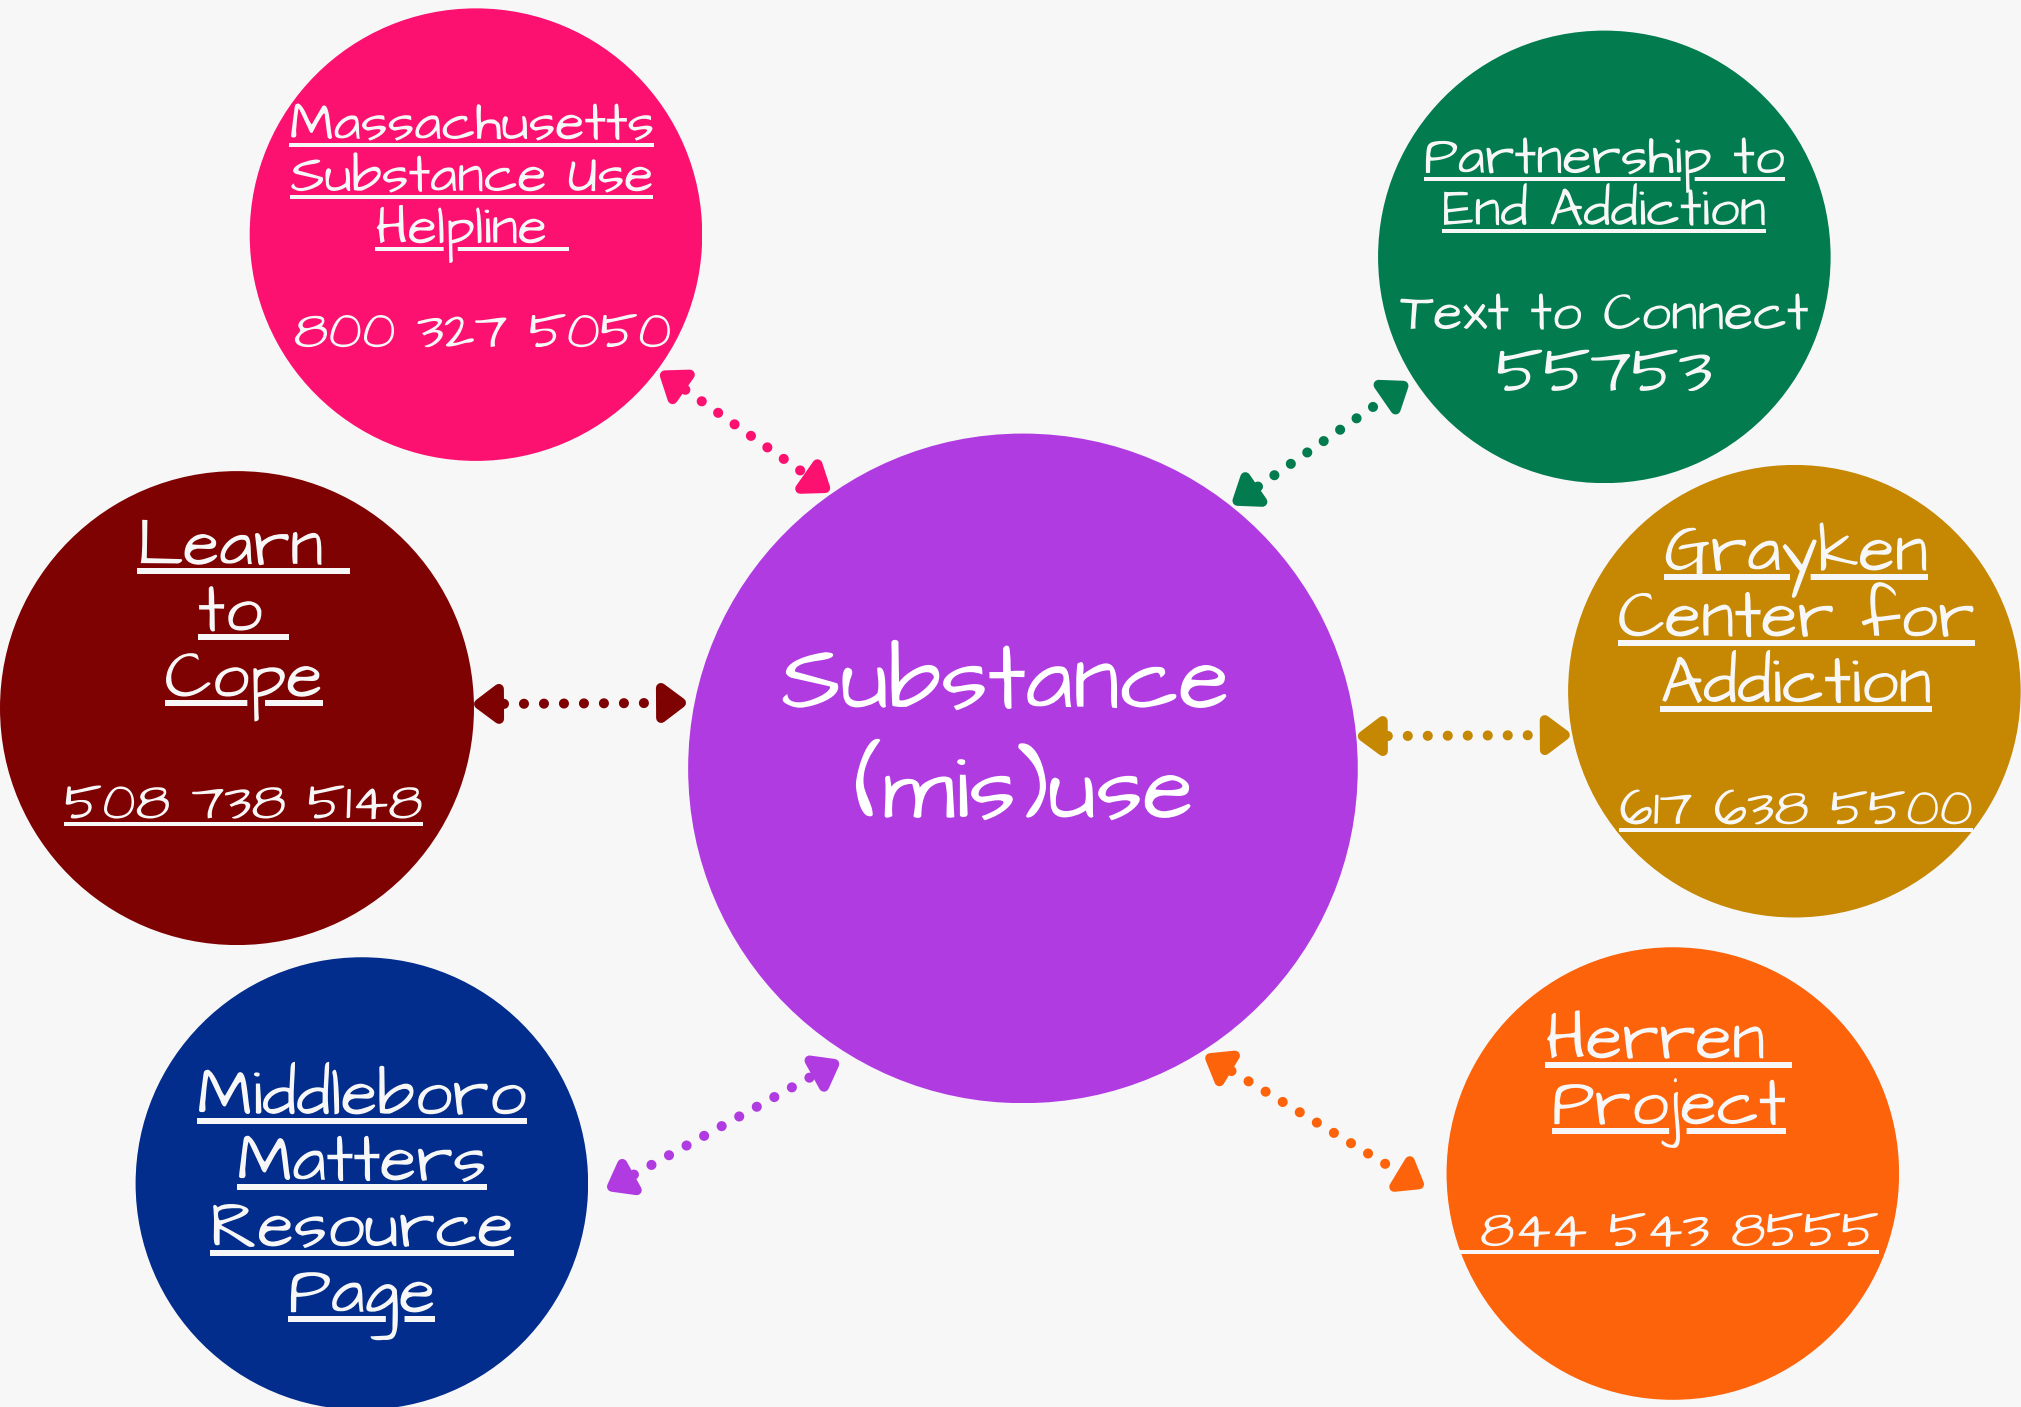 Massachusetts
Substance Use
Helpline
800 327 5050
Partnership to
End Addiction
Text to Connect
55753
Learn
to
Cope
508 738 5148
Substance
(mis)use
Grayken
Center for
Addiction
617 638 5500
Middleboro
Matters
Resource
Page
Herren
Project
844 543 8555